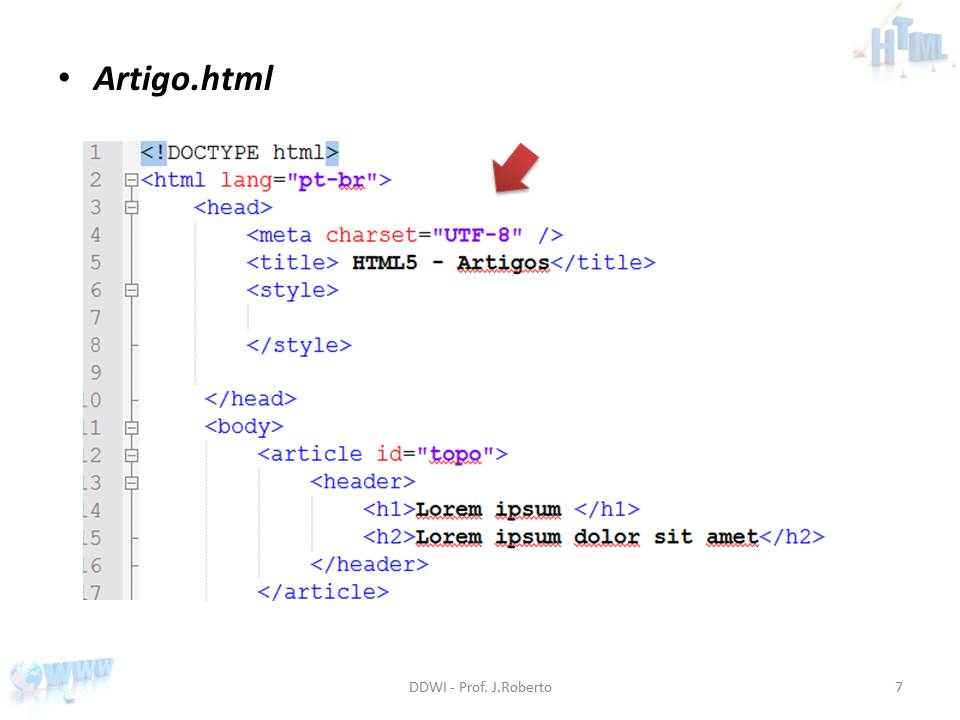 HTML
• Artigo.html
1 <!DOCTYPE html>
2 <html lang="pt-br">
3 <head>
4 <meta charset="UTF-8" />
5 <title> HTML5 - Artigos</title>
6 <style>
7
8 </style>
9
10 </head>
11 <body>
12 <article id="topo">
13 <header>
14 <h1>Lorem ipsum </h1>
15 <h2>Lorem ipsum dolor sit amet</h2>
16 </header>
17 </article>
WWW
DDWI - Prof. J.Roberto
7